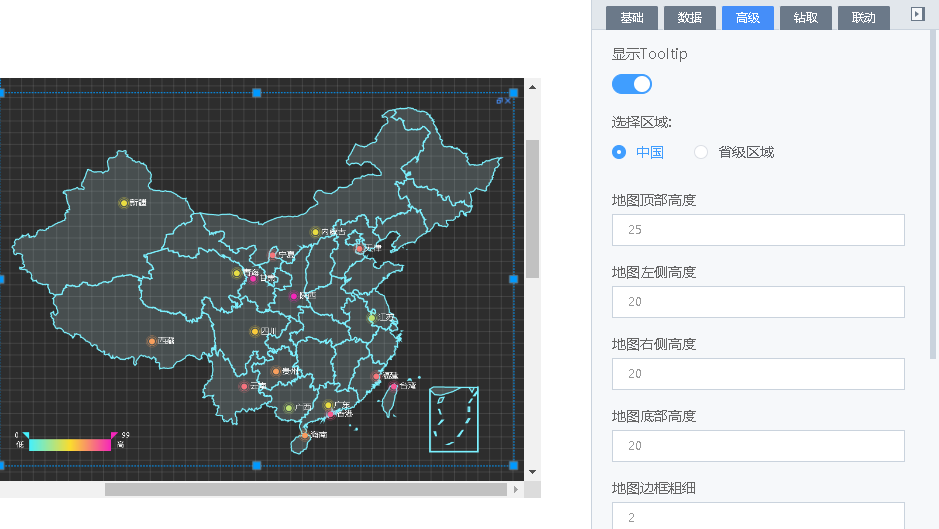 基础 数据 高级 钻取 联动
显示Tooltip
选择区域:
中国 省级区域
地图顶部高度
25
地图左侧高度
20
地图右侧高度
20
地图底部高度
20
地图边框粗细
2
新疆
内蒙古
天津
宁夏
青海
甘肃
陕西
江苏
四川
西藏
贵州
福建
云南
台湾
广东
广西
香港
海南
0 99
低 高